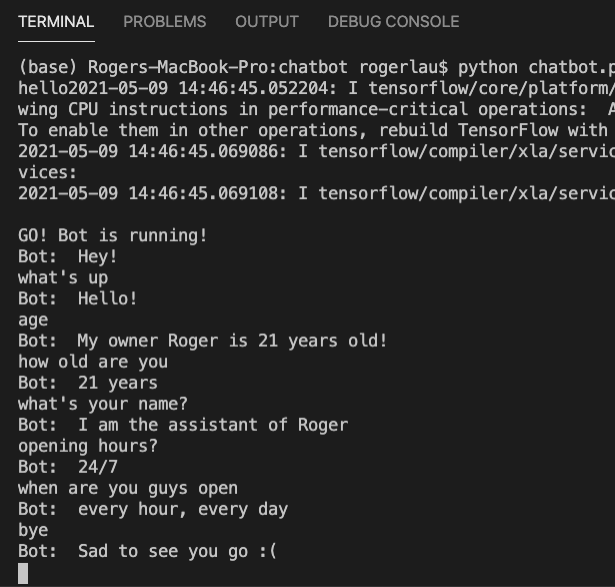 TERMINAL PROBLEMS OUTPUT DEBUG CONSOLE
(base) Rogers-MacBook-Pro:chatbot rogerlau$ python chatbot.p
hello2021-05-09 14:46:45.052204: I tensorflow/core/platform/
wing CPU instructions in performance-critical operations:  A
To enable them in other operations, rebuild TensorFlow with
2021-05-09 14:46:45.069086: I tensorflow/compiler/xla/servic
vices:
2021-05-09 14:46:45.069108: I tensorflow/compiler/xla/servic
GO! Bot is running!
Bot:  Hey!
what's up
Bot:  Hello!
age
Bot:  My owner Roger is 21 years old!
how old are you
Bot:  21 years
what's your name?
Bot:  I am the assistant of Roger
opening hours?
Bot:  24/7
when are you guys open
Bot:  every hour, every day
bye
Bot:  Sad to see you go :(